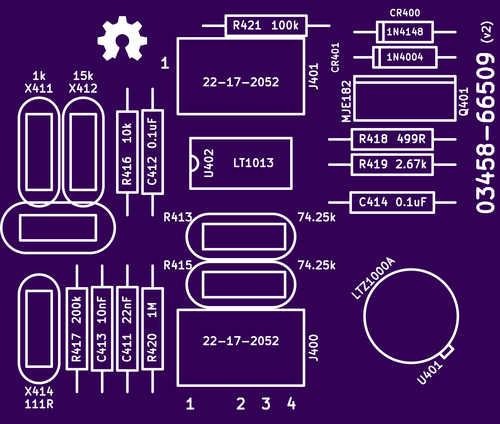 CR400
1N4148
CR401
1N4004
R421 100k
1
22-17-2052
J401
MJE182
Q401
03458-66509 (v2)
1k
X411
15k
X412
R416 10k
C412 0.1uF
U402
LT1013
R418 499R
R419 2.67k
C414 0.1uF
R413
74.25k
R415
74.25k
LTZ1000A
U401
R417 200k
C413 10nF
C411 22nF
R420 1M
22-17-2052
J400
X414
111R
1 2 3 4